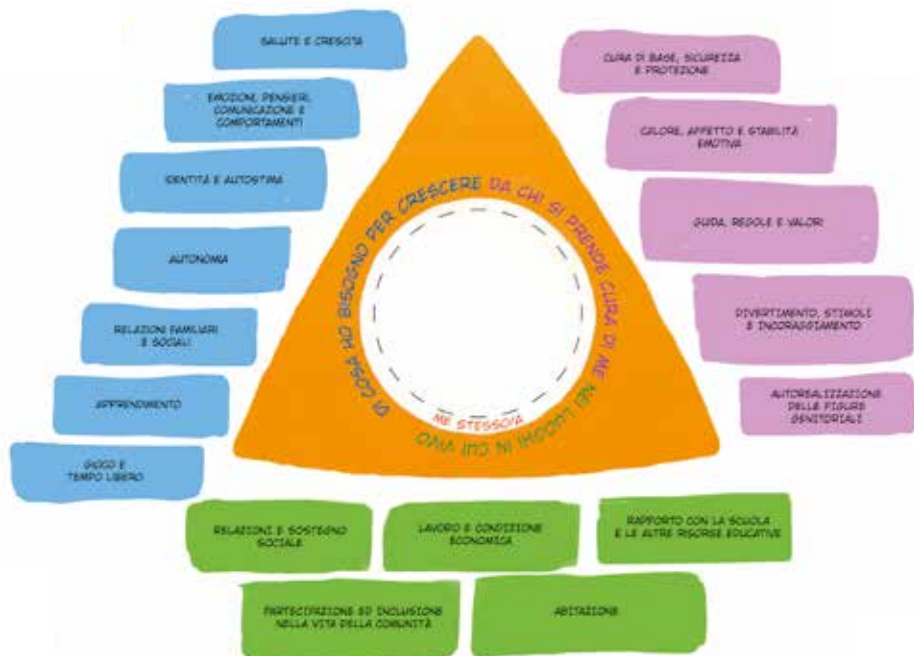 SALUTE E CRESCITA
EMOZIONI, PENSIERI,
COMUNICAZIONE E
COMPORTAMENTI
IDENTITÀ E AUTOSTIMA
AUTONOMIA
RELAZIONI FAMILIARI
E SOCIALI
APPRENDIMENTO
GIOCO E
TEMPO LIBERO
DI COSA HO BISOGNO PER CRESCERE
DA CHI SI PRENDE CURA DI ME
NEI LUOGHI IN CUI VIVO
ME STESSO/A
CURA DI BASE, SICUREZZA
E PROTEZIONE
CALORE, AFFETTO E STABILITÀ
EMOTIVA
GUIDA, REGOLE E VALORI
DIVERTIMENTO, STIMOLI
E INCORAGGIAMENTO
AUTOREALIZZAZIONE
DELLE FIGURE
GENITORIALI
RELAZIONI E SOSTEGNO
SOCIALE
LAVORO E CONDIZIONE
ECONOMICA
RAPPORTO CON LA SCUOLA
E LE ALTRE RISORSE EDUCATIVE
PARTECIPAZIONE ED INCLUSIONE
NELLA VITA DELLA COMUNITÀ
ABITAZIONE